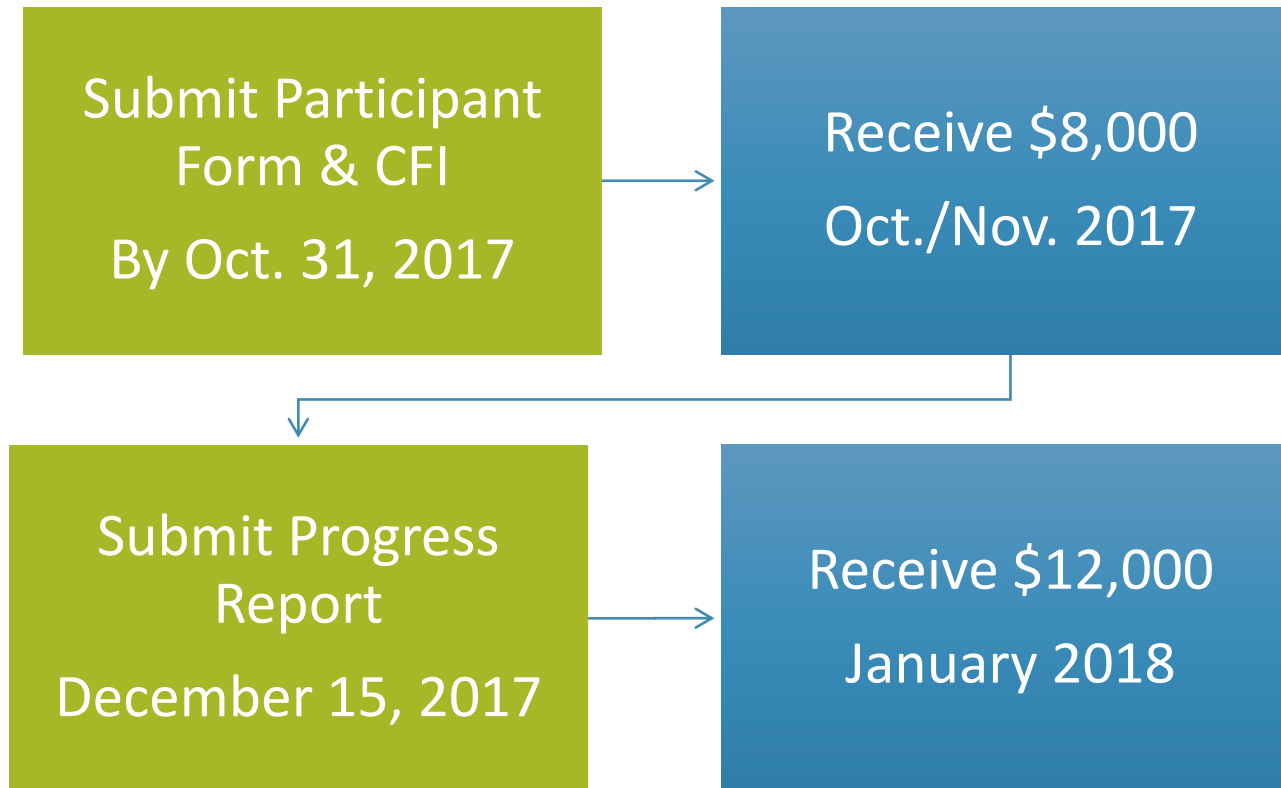 Submit Participant
Form & CFI
By Oct. 31, 2017
Receive $8,000
Oct./Nov. 2017
Submit Progress
Report
December 15, 2017
Receive $12,000
January 2018